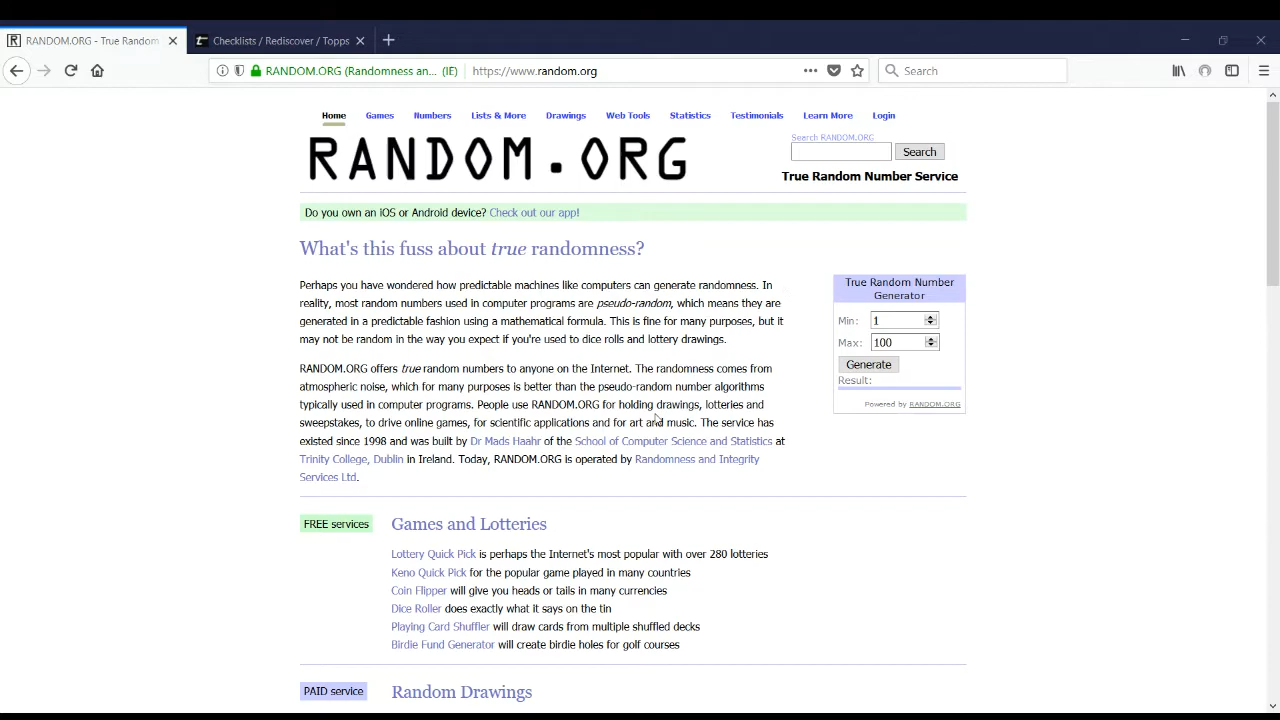 RANDOM.ORG - True Random
Checklists / Rediscover / Topps
RANDOM.ORG (Randomness an... (IE)
https://www.random.org
Search
Home Games Numbers Lists & More Drawings Web Tools Statistics Testimonials Learn More Login
RANDOM.ORG
Search RANDOM.ORG
Search
True Random Number Service
Do you own an iOS or Android device? Check out our app!
What's this fuss about true randomness?
Perhaps you have wondered how predictable machines like computers can generate randomness. In
reality, most random numbers used in computer programs are pseudo-random, which means they are
generated in a predictable fashion using a mathematical formula. This is fine for many purposes, but it
may not be random in the way you expect if you're used to dice rolls and lottery drawings.
RANDOM.ORG offers true random numbers to anyone on the Internet. The randomness comes from
atmospheric noise, which for many purposes is better than the pseudo-random number algorithms
typically used in computer programs. People use RANDOM.ORG for holding drawings, lotteries and
sweepstakes, to drive online games, for scientific applications and for art and music. The service has
existed since 1998 and was built by Dr Mads Haahr of the School of Computer Science and Statistics at
Trinity College, Dublin in Ireland. Today, RANDOM.ORG is operated by Randomness and Integrity
Services Ltd.
True Random Number
Generator
Min: 1
Max: 100
Generate
Result:
Powered by RANDOM.ORG
FREE services
Games and Lotteries
Lottery Quick Pick is perhaps the Internet's most popular with over 280 lotteries
Keno Quick Pick for the popular game played in many countries
Coin Flipper will give you heads or tails in many currencies
Dice Roller does exactly what it says on the tin
Playing Card Shuffler will draw cards from multiple shuffled decks
Birdie Fund Generator will create birdie holes for golf courses
PAID service
Random Drawings